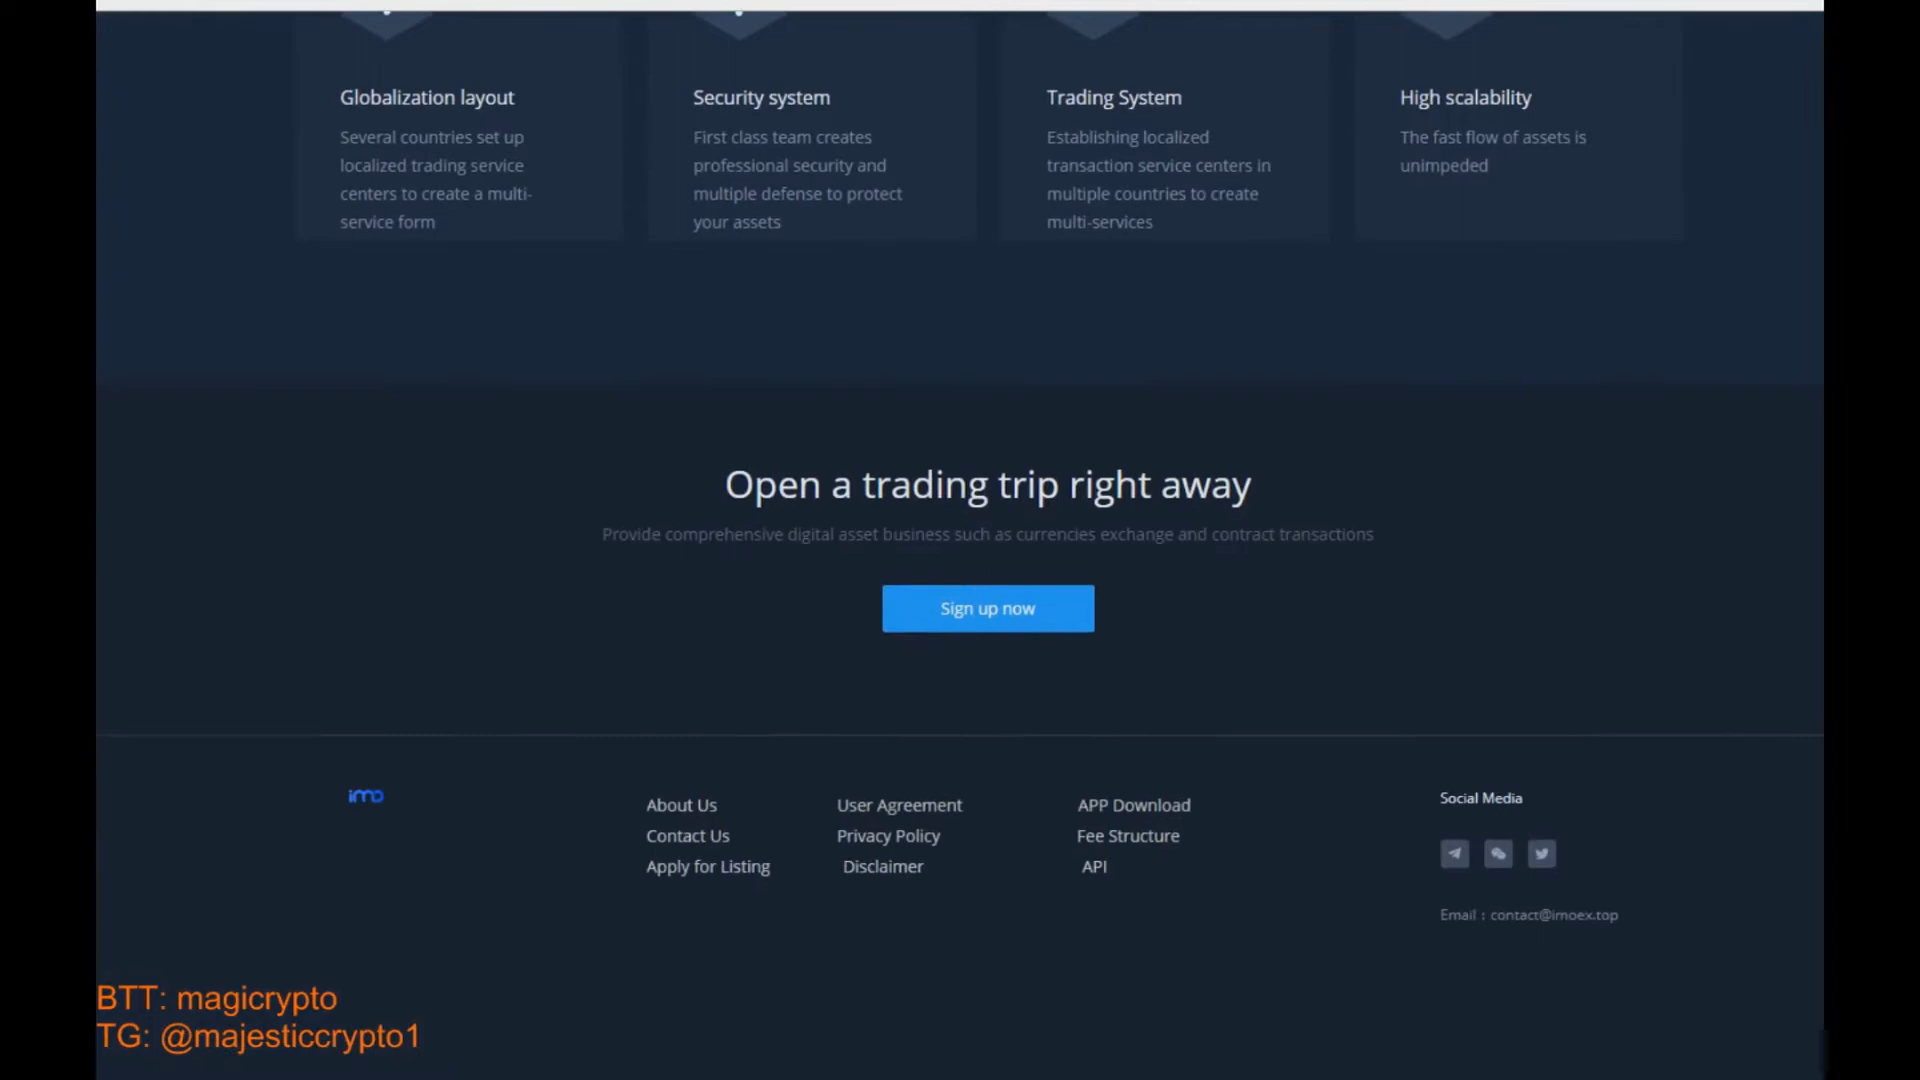 Globalization layout
Several countries set up
localized trading service
centers to create a multi-
service form
Security system
First class team creates
professional security and
multiple defense to protect
your assets
Trading System
Establishing localized
transaction service centers in
multiple countries to create
multi-services
High scalability
The fast flow of assets is
unimpeded
Open a trading trip right away
Provide comprehensive digital asset business such as currencies exchange and contract transactions
Sign up now
imo
About Us
Contact Us
Apply for Listing
User Agreement
Privacy Policy
Disclaimer
APP Download
Fee Structure
API
Social Media
Email : contact@imoex.top
BTT: magicrypto
TG: @majesticcrypto1